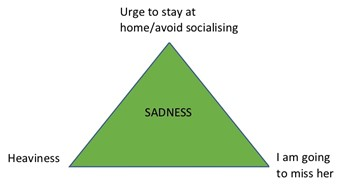 Urge to stay at
home/avoid socialising
SADNESS
Heaviness
I am going
to miss her